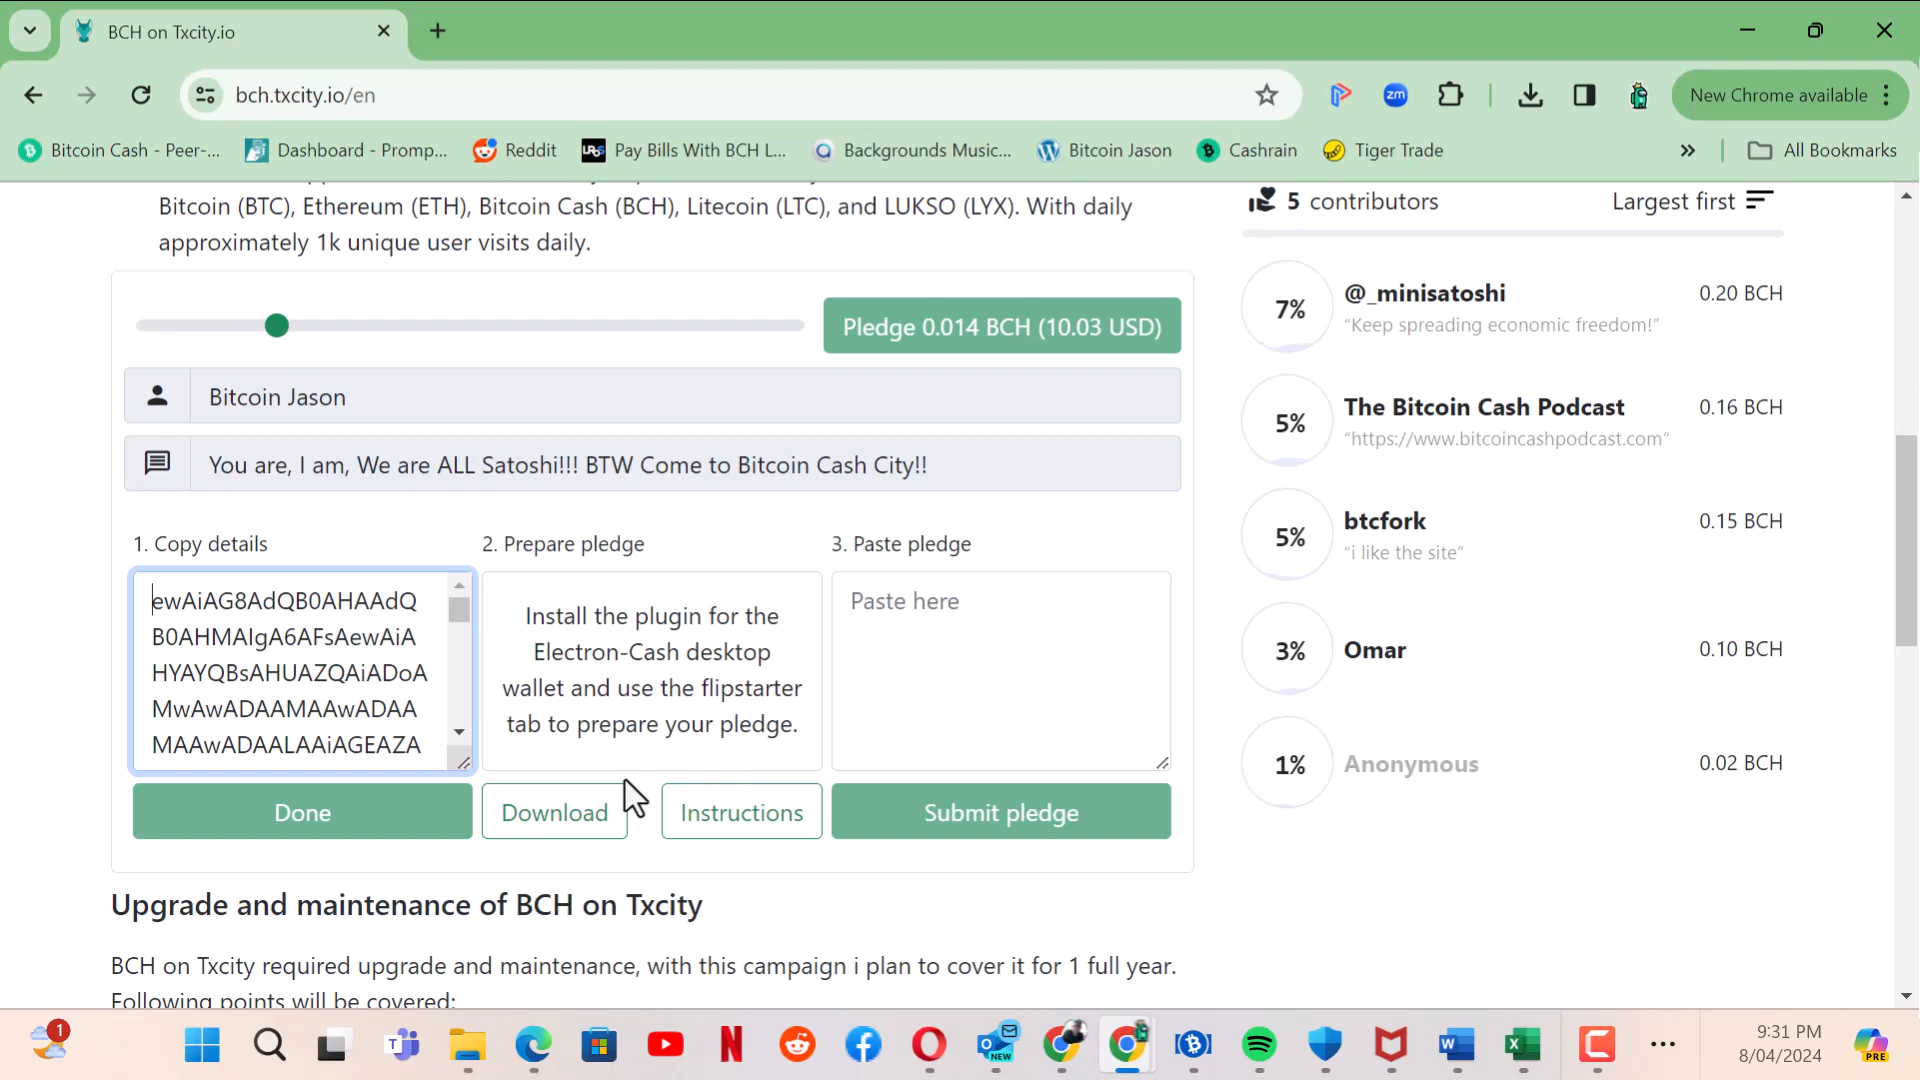 BCH on Txcity.io
bch.txcity.io/en
zm
New Chrome available
Bitcoin Cash - Peer-...
Dashboard - Promp...
Reddit
Pay Bills With BCH L...
Backgrounds Music...
Bitcoin Jason
Cashrain
Tiger Trade
All Bookmarks
Bitcoin (BTC), Ethereum (ETH), Bitcoin Cash (BCH), Litecoin (LTC), and LUKSO (LYX). With daily
approximately 1k unique user visits daily.
Pledge 0.014 BCH (10.03 USD)
Bitcoin Jason
You are, I am, We are ALL Satoshi!!! BTW Come to Bitcoin Cash City!!
1. Copy details
ewAiAG8AdQB0AHAAdQ
B0AHMAIgA6AFsAewAiA
HYAYQBsAHUAZQAiADoA
MwAwADAAMAAwADAA
MAAwADAALAAiAGEAZA
Done
2. Prepare pledge
Install the plugin for the
Electron-Cash desktop
wallet and use the flipstarter
tab to prepare your pledge.
Download
Instructions
3. Paste pledge
Paste here
Submit pledge
Upgrade and maintenance of BCH on Txcity
BCH on Txcity required upgrade and maintenance, with this campaign i plan to cover it for 1 full year.
Following points will be covered:
5 contributors
Largest first
7%
@_minisatoshi
0.20 BCH
“Keep spreading economic freedom!”
5%
The Bitcoin Cash Podcast
0.16 BCH
“https://www.bitcoincashpodcast.com”
5%
btcfork
0.15 BCH
“i like the site”
3%
Omar
0.10 BCH
1%
Anonymous
0.02 BCH
1
NEW
9:31 PM
8/04/2024
PRE